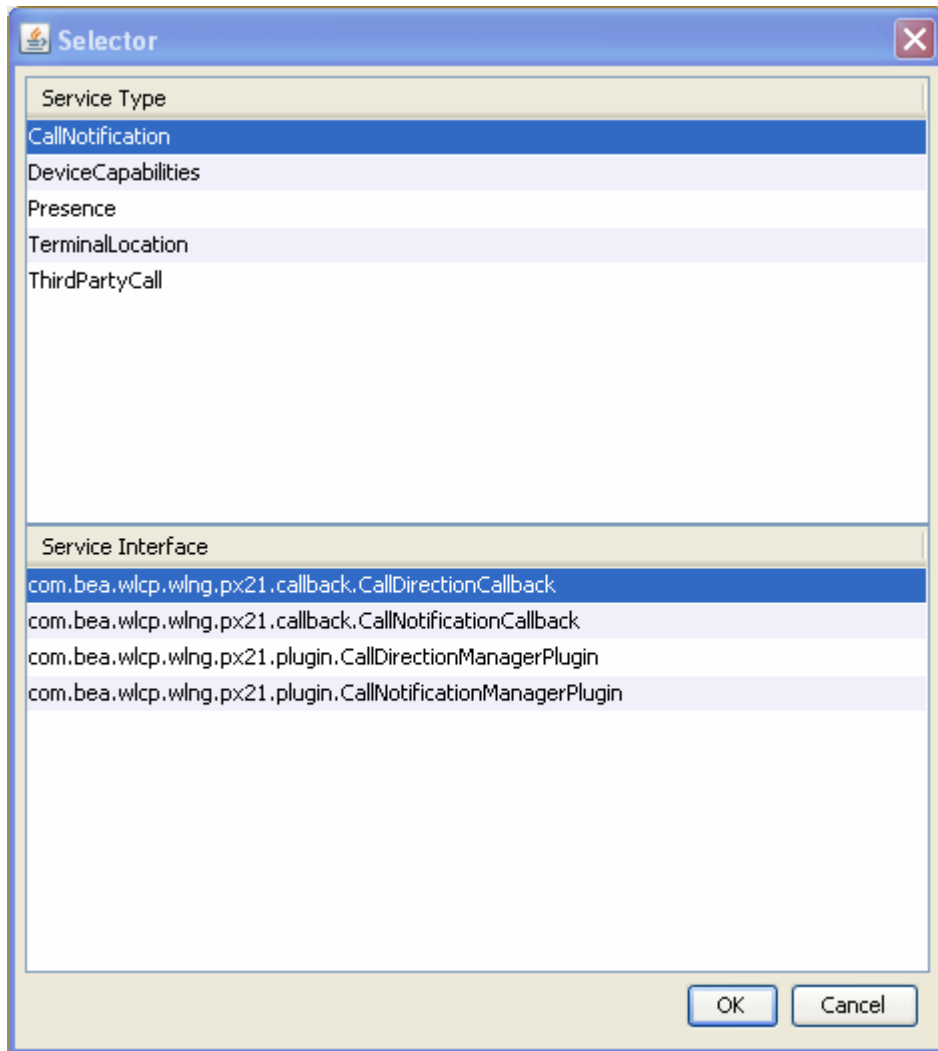 Selector
Service Type
CallNotification
DeviceCapabilities
Presence
TerminalLocation
ThirdPartyCall
Service Interface
com.bea.wlcp.wlng.px21.callback.CallDirectionCallback
com.bea.wlcp.wlng.px21.callback.CallNotificationCallback
com.bea.wlcp.wlng.px21.plugin.CallDirectionManagerPlugin
com.bea.wlcp.wlng.px21.plugin.CallNotificationManagerPlugin
OK Cancel